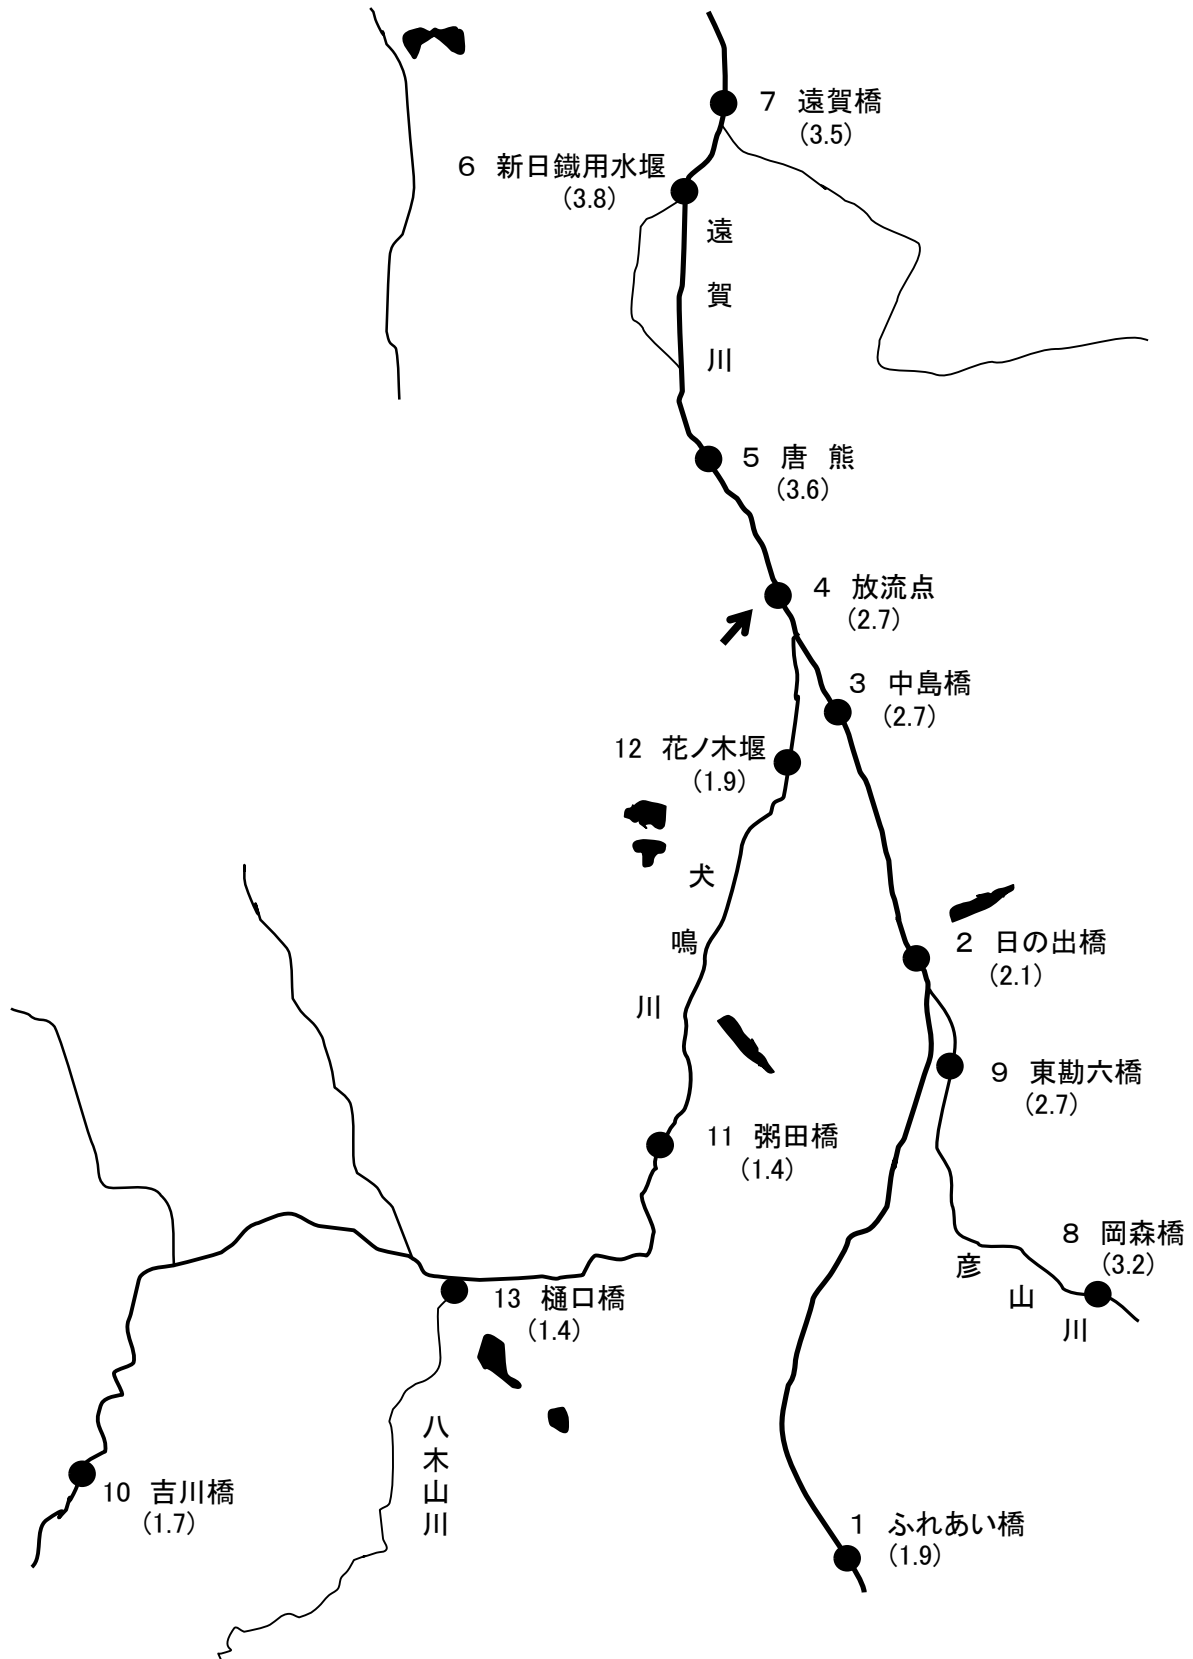 7 遠賀橋
(3.5)
6 新日鐵用水堰
(3.8)
遠賀川
5 唐 熊
(3.6)
4 放流点
(2.7)
3 中島橋
(2.7)
12 花ノ木堰
(1.9)
犬鳴川
2 日の出橋
(2.1)
9 東勘六橋
(2.7)
11 粥田橋
(1.4)
8 岡森橋
(3.2)
彦山川
13 樋口橋
(1.4)
八木山川
10 吉川橋
(1.7)
1 ふれあい橋
(1.9)